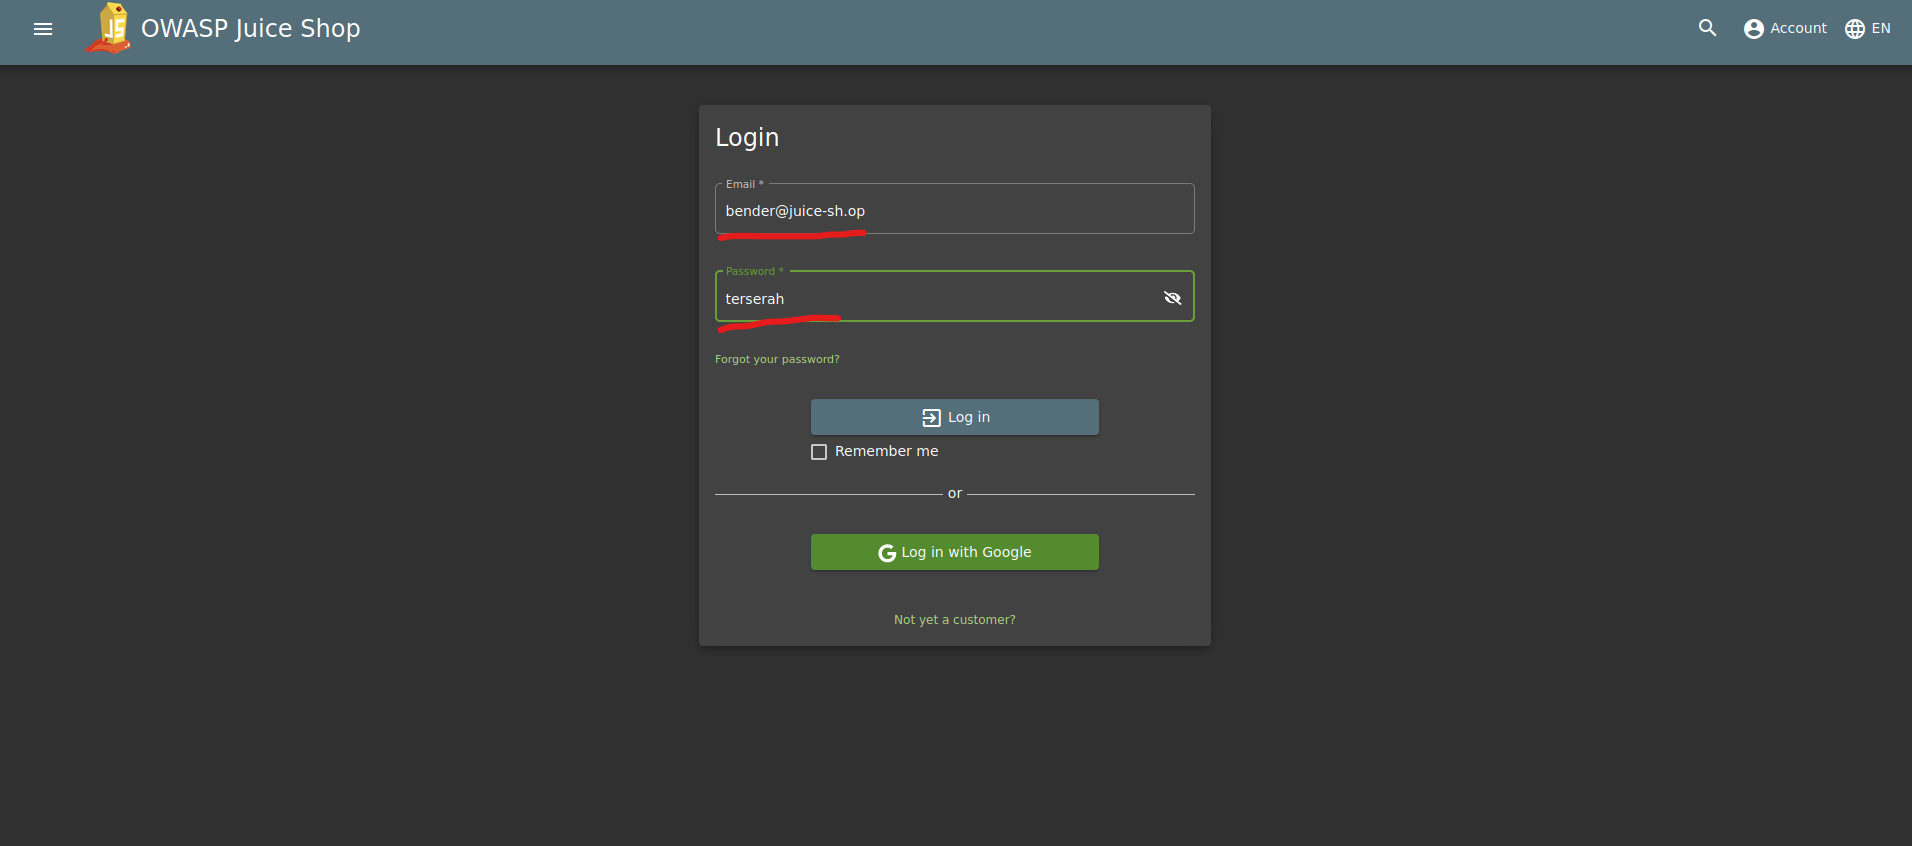 OWASP Juice Shop
Account
EN
Login
Email *
bender@juice-sh.op
Password *
terserah
Forgot your password?
Log in
Remember me
or
Log in with Google
Not yet a customer?